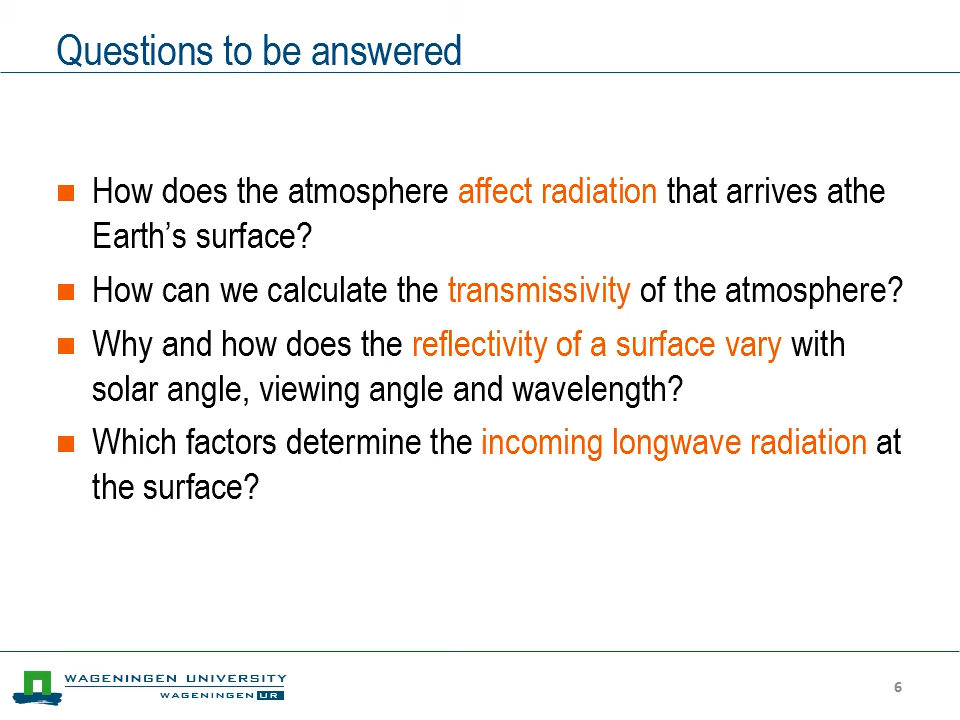 Questions to be answered
How does the atmosphere affect radiation that arrives athe
Earth’s surface?
How can we calculate the transmissivity of the atmosphere?
Why and how does the reflectivity of a surface vary with
solar angle, viewing angle and wavelength?
Which factors determine the incoming longwave radiation at
the surface?
WAGENINGEN UNIVERSITY
WAGENINGEN UR
6